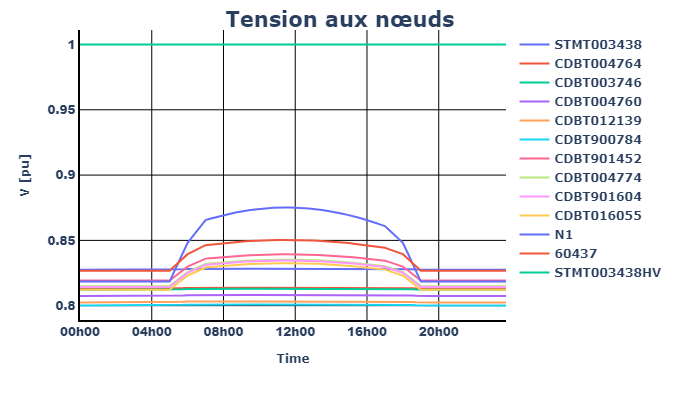 Tension aux nœuds
1
0.95
0.9
0.85
0.8
V [pu]
00h00 04h00 08h00 12h00 16h00 20h00
Time
STMT003438
CDBT004764
CDBT003746
CDBT004760
CDBT012139
CDBT900784
CDBT901452
CDBT004774
CDBT901604
CDBT016055
N1
60437
STMT003438HV